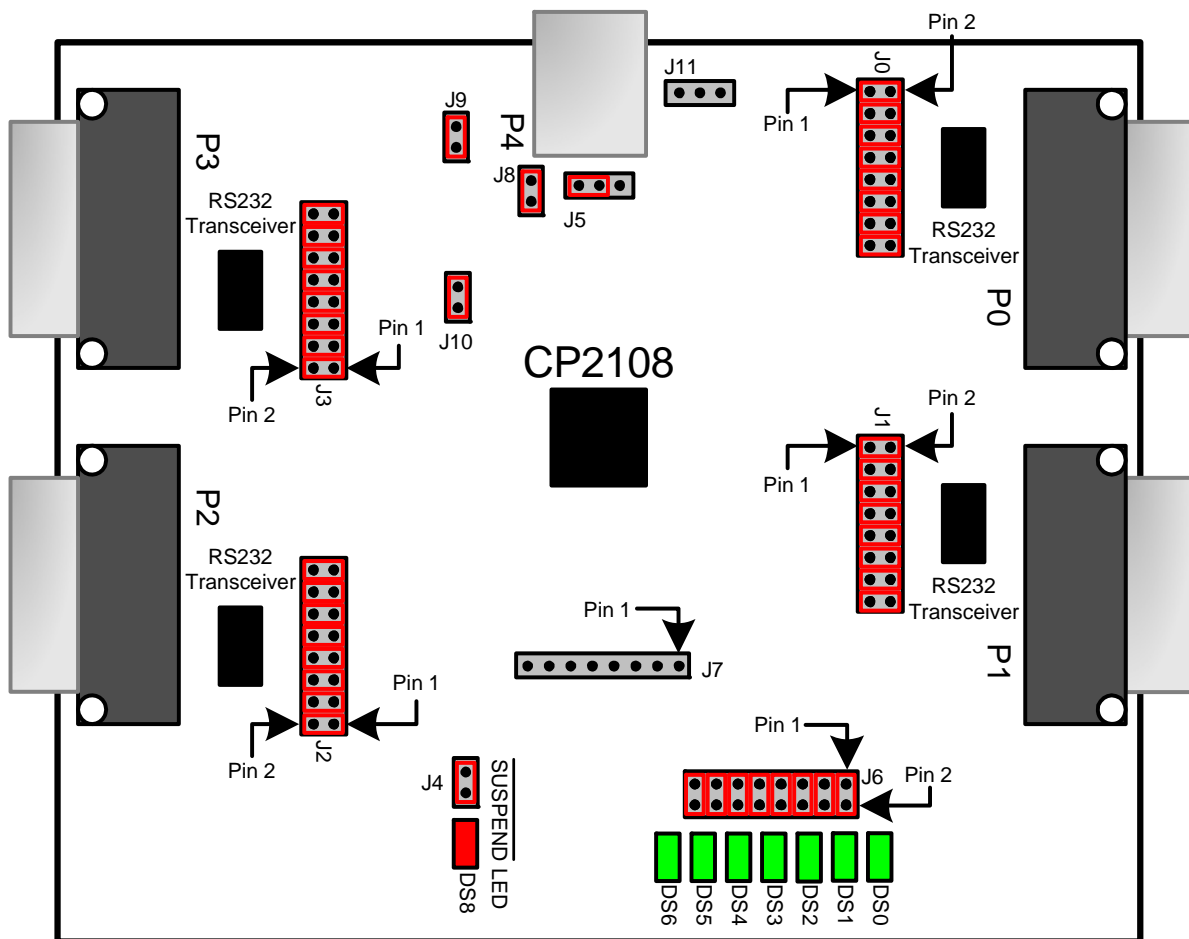 Pin 2
J11
J0
J9
Pin 1
P4
P3
J8
RS232
Transceiver
J5
RS232
Transceiver
P0
Pin 1
J10
CP2108
J3
Pin 2
J1
Pin 2
Pin 1
P2
RS232
Transceiver
RS232
Transceiver
Pin 1
P1
J7
Pin 1
J2
Pin 2
Pin 1
J4
SUSPEND LED
J6
Pin 2
DS8
DS6
DS5
DS4
DS3
DS2
DS1
DS0